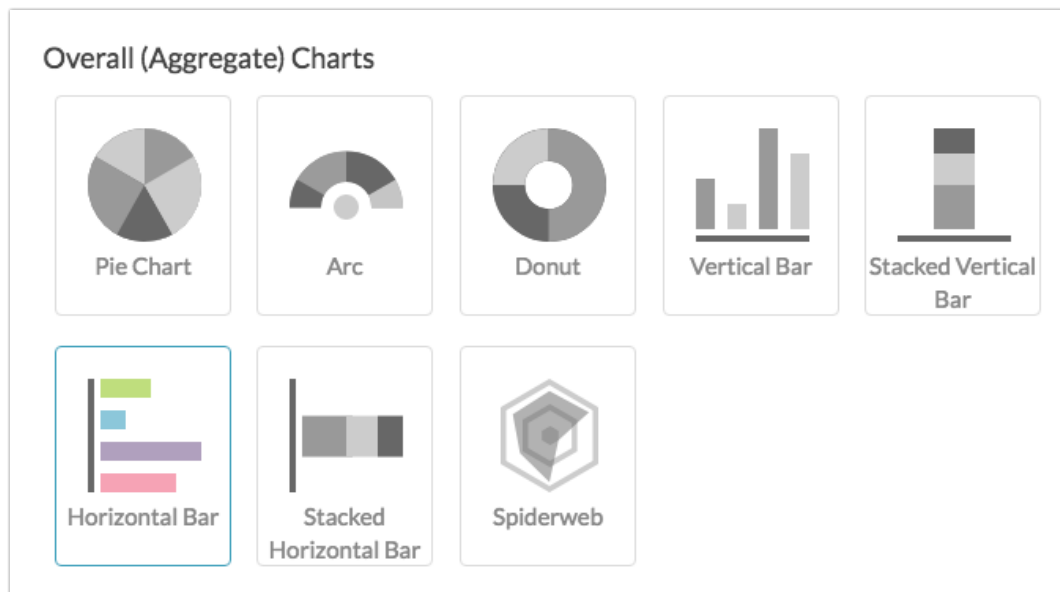 Overall (Aggregate) Charts
Pie Chart
Arc
Donut
Vertical Bar
Stacked Vertical
Bar
Horizontal Bar
Stacked
Horizontal Bar
Spiderweb